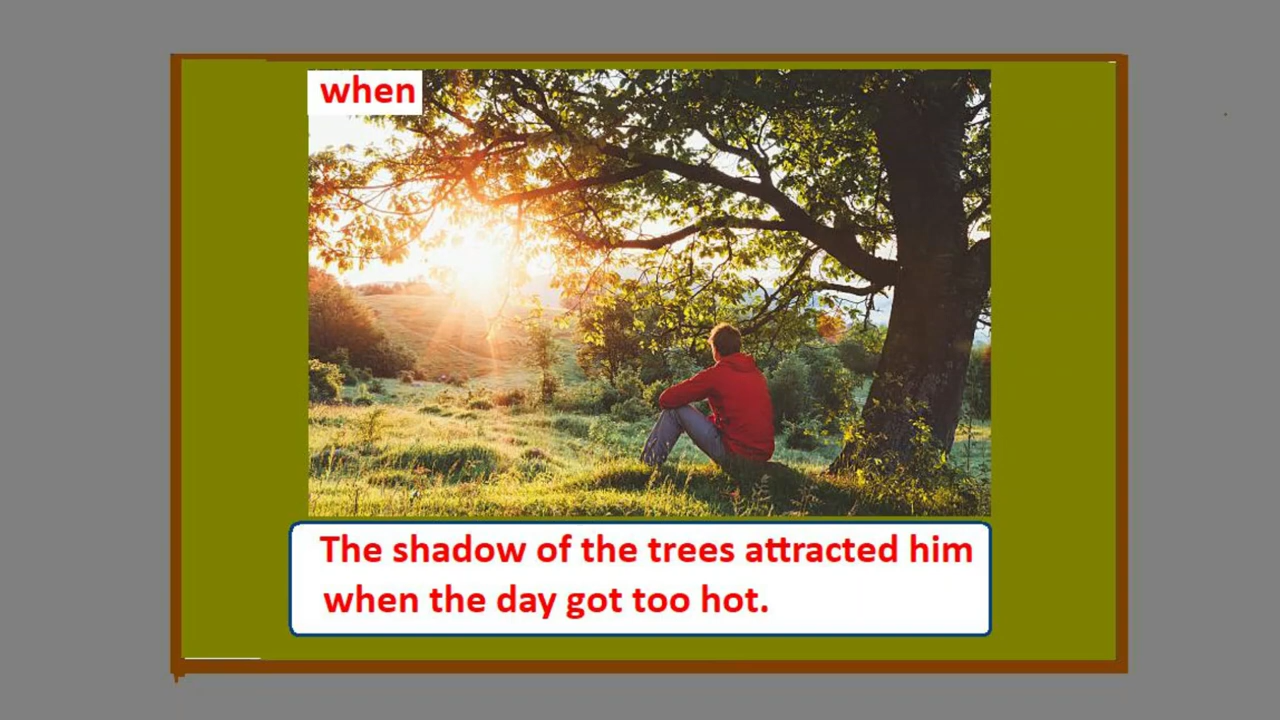 when
The shadow of the trees attracted him
when the day got too hot.